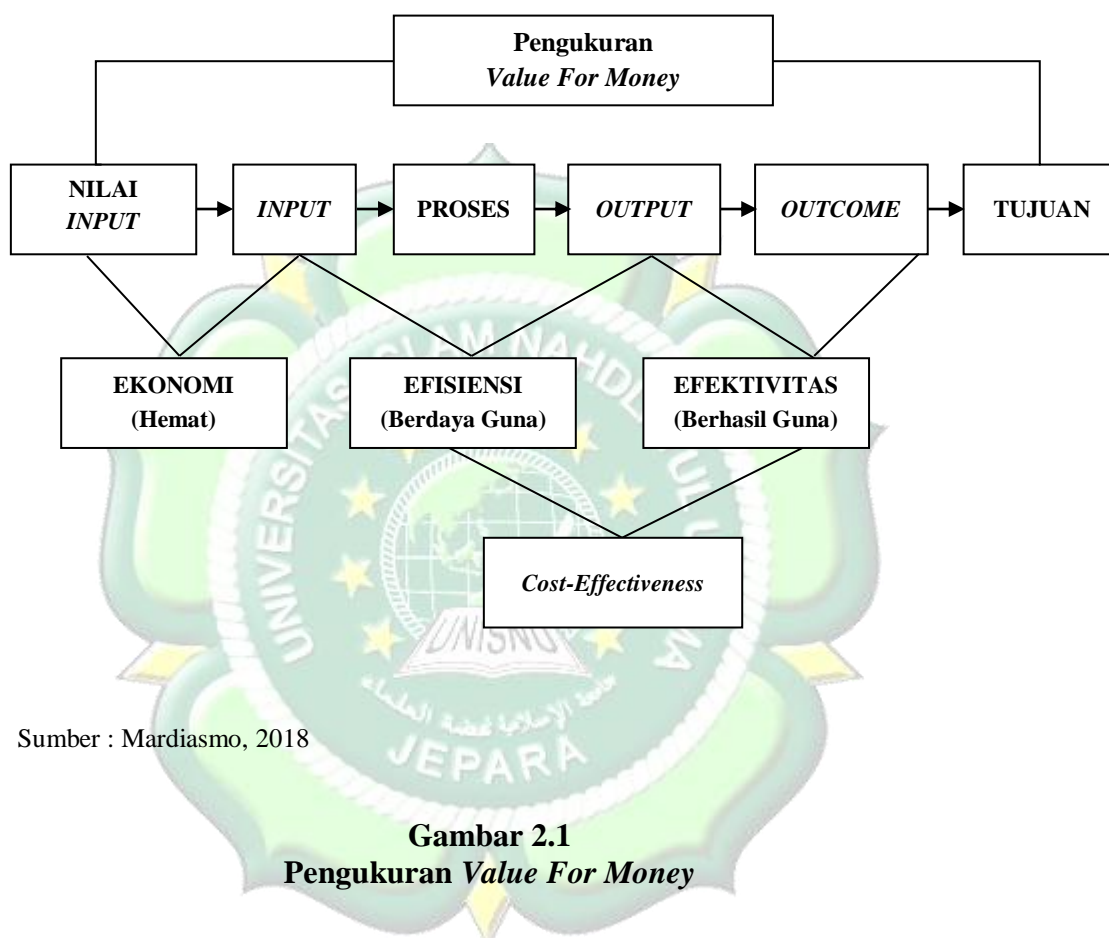 Pengukuran
Value For Money
NILAI
INPUT
INPUT
PROSES
OUTPUT
OUTCOME
TUJUAN
EKONOMI
(Hemat)
EFISIENSI
(Berdaya Guna)
EFEKTIVITAS
(Berhasil Guna)
Cost-Effectiveness
UNISNU
JEPARA
Sumber : Mardiasmo, 2018
Gambar 2.1
Pengukuran Value For Money